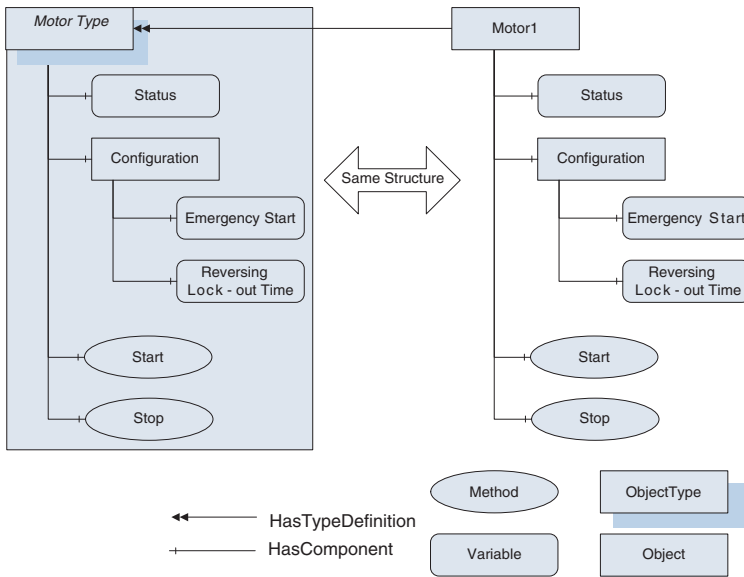 Motor Type
Motor1
Status
Status
Configuration
Same Structure
Configuration
Emergency Start
Emergency Start
Reversing
Lock - out Time
Reversing
Lock - out Time
Start
Start
Stop
Stop
Method
ObjectType
HasTypeDefinition
HasComponent
Variable
Object